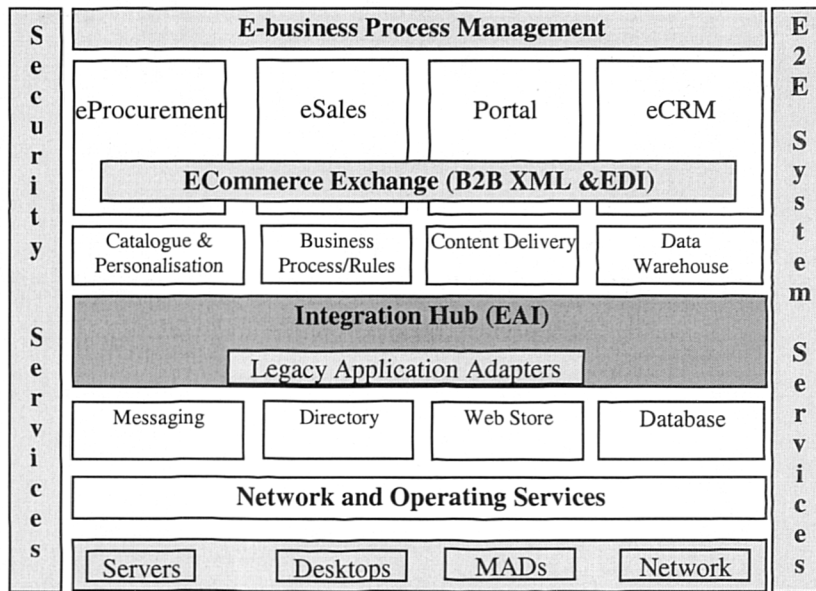 Security Services
E-business Process Management
eProcurement
eSales
Portal
eCRM
ECommerce Exchange (B2B XML &EDI)
Catalogue &
Personalisation
Business
Process/Rules
Content Delivery
Data
Warehouse
Integration Hub (EAI)
Legacy Application Adapters
Messaging
Directory
Web Store
Database
Network and Operating Services
Servers
Desktops
MADs
Network
E2E System Services